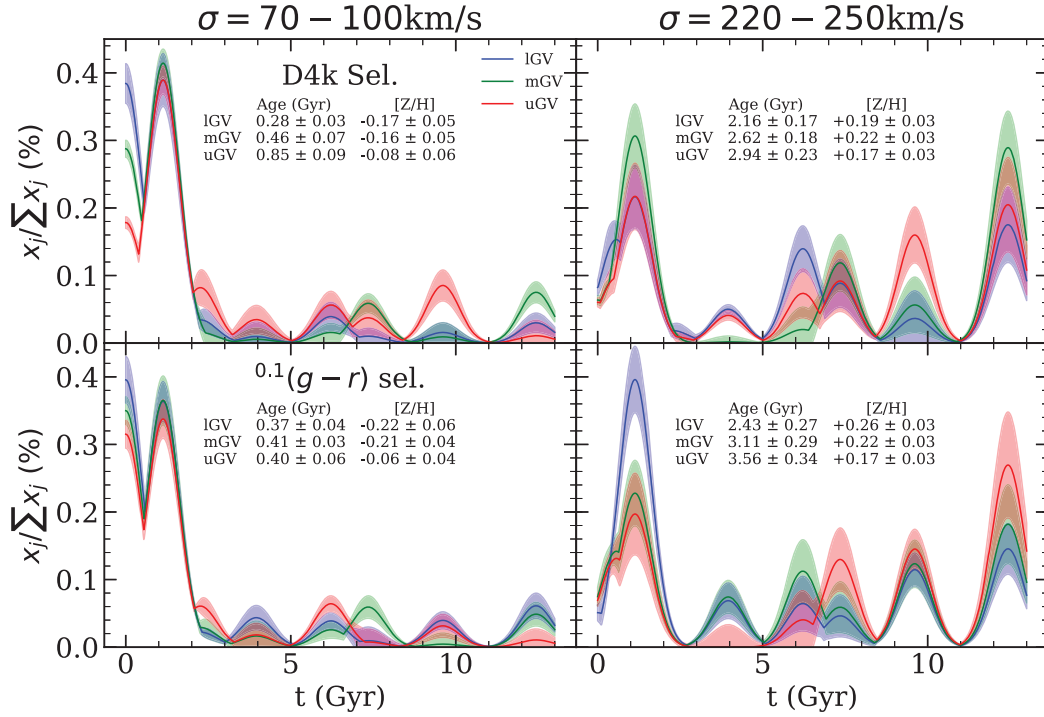 σ = 70 − 100km/s
σ = 220 − 250km/s
D4k Sel.
lGV
mGV
uGV
Age (Gyr) [Z/H]
lGV 0.28 ± 0.03 -0.17 ± 0.05
mGV 0.46 ± 0.07 -0.16 ± 0.05
uGV 0.85 ± 0.09 -0.08 ± 0.06
Age (Gyr) [Z/H]
lGV 2.16 ± 0.17 +0.19 ± 0.03
mGV 2.62 ± 0.18 +0.22 ± 0.03
uGV 2.94 ± 0.23 +0.17 ± 0.03
x_j/∑x_j (%)
0.4
0.3
0.2
0.1
0.0
0.1(g − r) sel.
Age (Gyr) [Z/H]
lGV 0.37 ± 0.04 -0.22 ± 0.06
mGV 0.41 ± 0.03 -0.21 ± 0.04
uGV 0.40 ± 0.06 -0.06 ± 0.04
Age (Gyr) [Z/H]
lGV 2.43 ± 0.27 +0.26 ± 0.03
mGV 3.11 ± 0.29 +0.22 ± 0.03
uGV 3.56 ± 0.34 +0.17 ± 0.03
x_j/∑x_j (%)
0.4
0.3
0.2
0.1
0.0
0 5 10
0 5 10
t (Gyr)
t (Gyr)